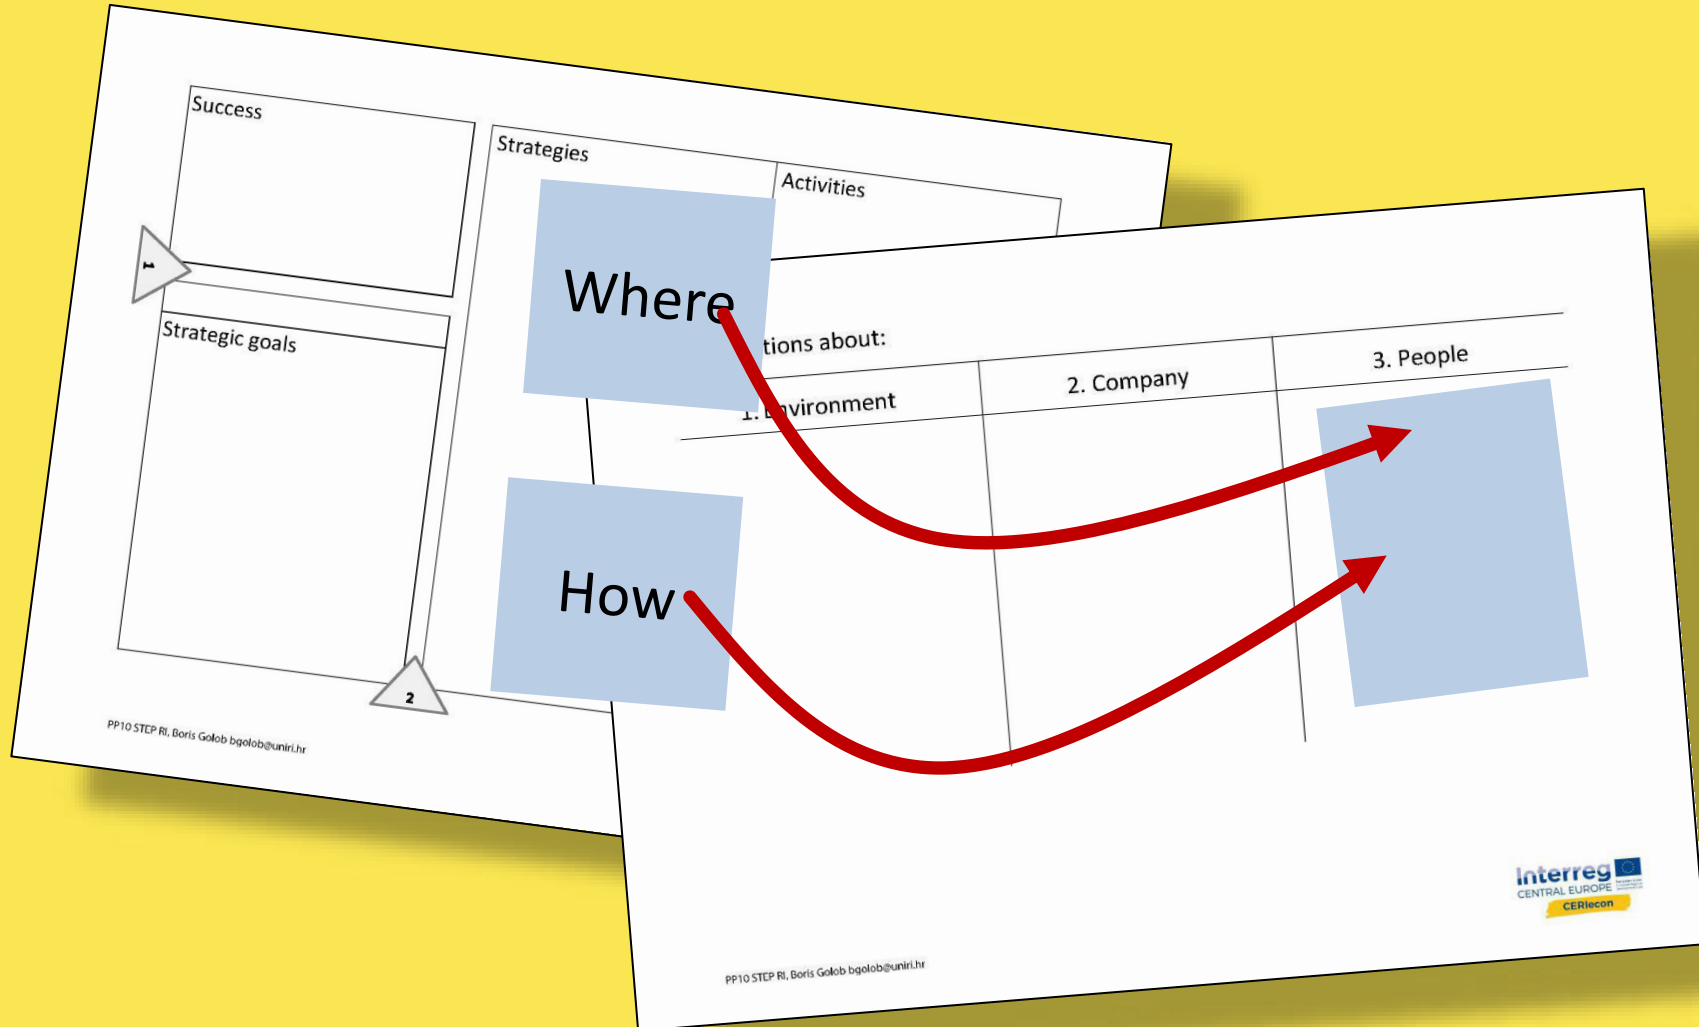 Success
Strategies
Activities
1
Strategic goals
2
PP10 STEP RI, Boris Golob bgolob@uniri.hr
Where
How
tions about:
1. Environment
2. Company
3. People
Interreg
CENTRAL EUROPE
CERIecon
PP10 STEP RI, Boris Golob bgolob@uniri.hr